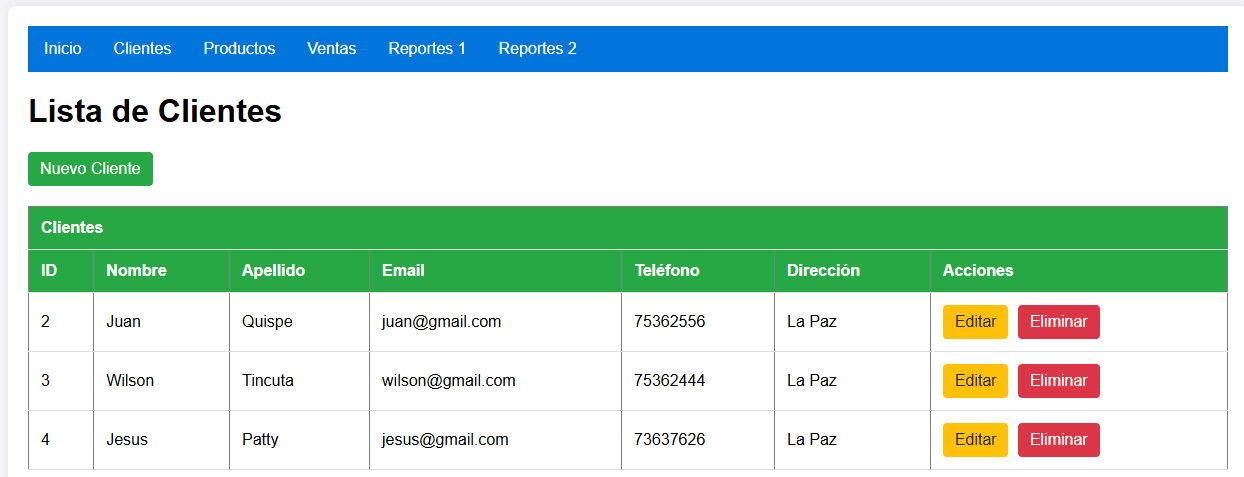 Inicio Clientes Productos Ventas Reportes 1 Reportes 2
Lista de Clientes
Nuevo Cliente
Clientes
ID Nombre Apellido Email Teléfono Dirección Acciones
2 Juan Quispe juan@gmail.com 75362556 La Paz Editar Eliminar
3 Wilson Tincuta wilson@gmail.com 75362444 La Paz Editar Eliminar
4 Jesus Patty jesus@gmail.com 73637626 La Paz Editar Eliminar